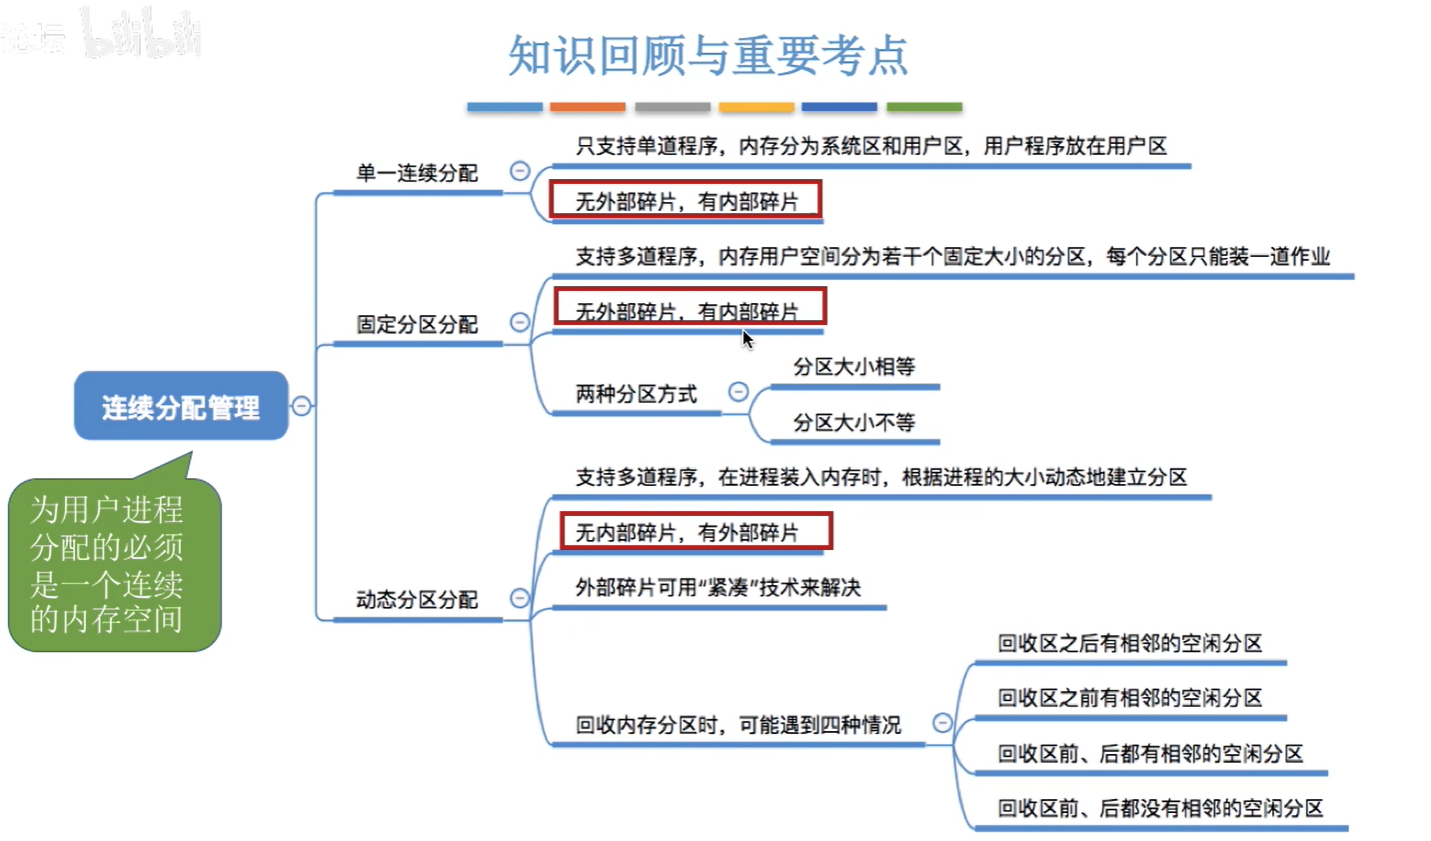 论坛 bilibili
知识回顾与重要考点
连续分配管理
为用户进程
分配的必须
是一个连续
的内存空间
单一连续分配
只支持单道程序，内存分为系统区和用户区，用户程序放在用户区
无外部碎片，有内部碎片
固定分区分配
支持多道程序，内存用户空间分为若干个固定大小的分区，每个分区只能装一道作业
无外部碎片，有内部碎片
两种分区方式
分区大小相等
分区大小不等
动态分区分配
支持多道程序，在进程装入内存时，根据进程的大小动态地建立分区
无内部碎片，有外部碎片
外部碎片可用“紧凑”技术来解决
回收内存分区时，可能遇到四种情况
回收区之后有相邻的空闲分区
回收区之前有相邻的空闲分区
回收区前、后都有相邻的空闲分区
回收区前、后都没有相邻的空闲分区